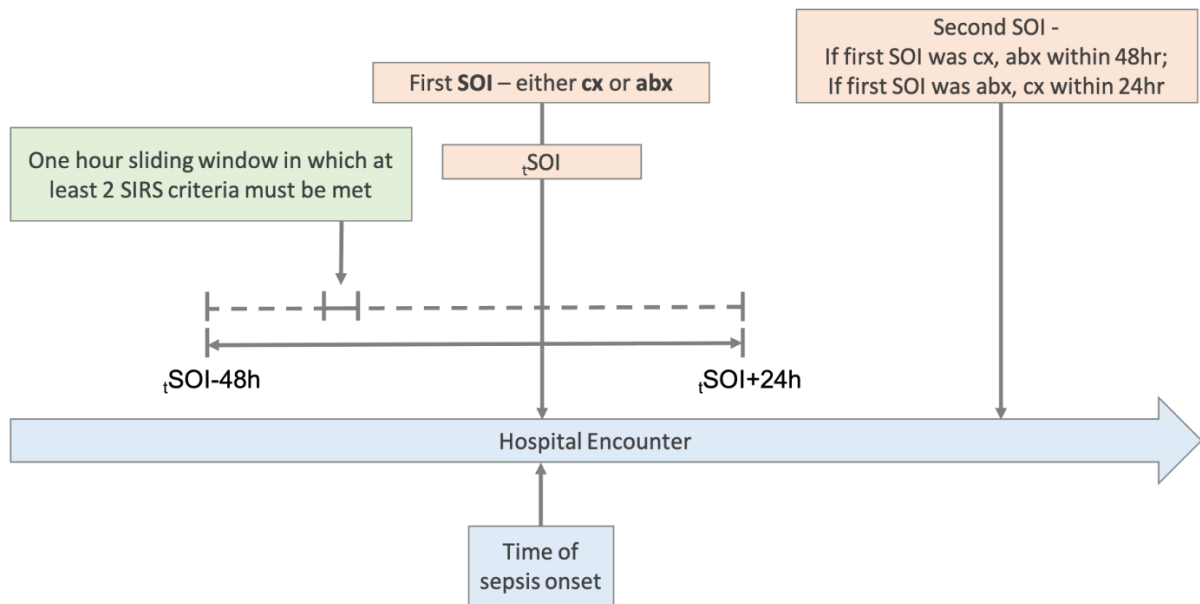 Second SOI -
If first SOI was cx, abx within 48hr;
If first SOI was abx, cx within 24hr
First SOI – either cx or abx
One hour sliding window in which at
least 2 SIRS criteria must be met
tSOI
tSOI-48h
tSOI+24h
Hospital Encounter
Time of
sepsis onset